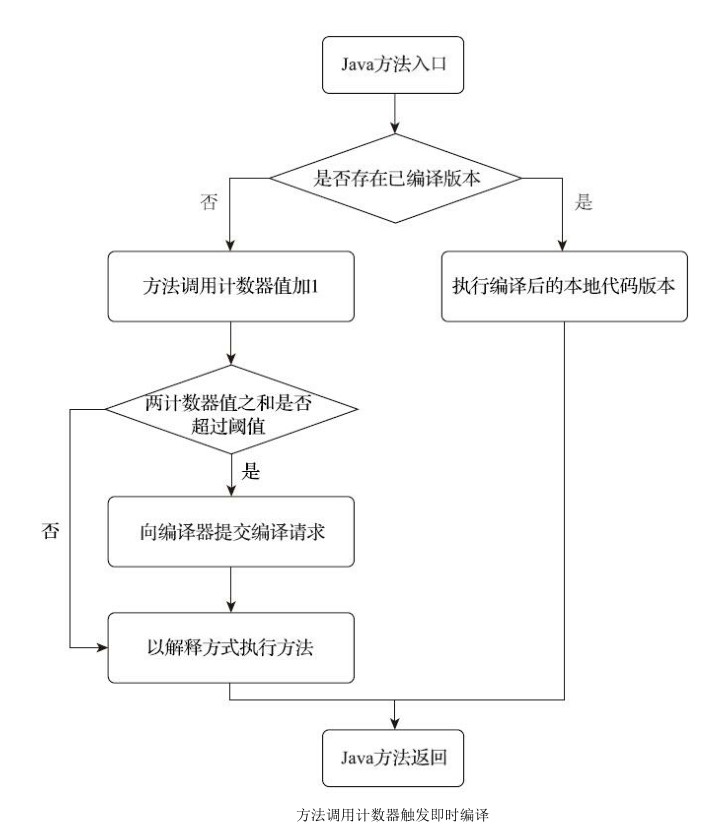 Java方法入口
是否存在已编译版本
否
是
方法调用计数器值加1
执行编译后的本地代码版本
两计数器值之和是否
超过阈值
是
向编译器提交编译请求
否
以解释方式执行方法
Java方法返回
方法调用计数器触发即时编译